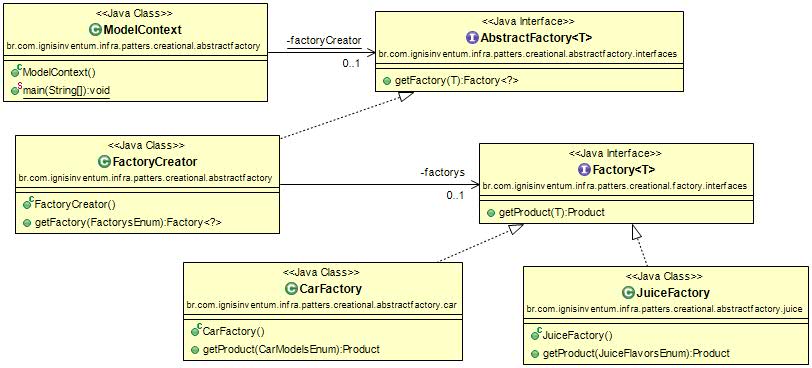 <<Java Class>>
ModelContext
br.com.ignisinventum.infra.patters.creational.abstractfactory
ModelContext()
main(String[]):void
-factoryCreator
0..1
<<Java Interface>>
AbstractFactory<T>
br.com.ignisinventum.infra.patters.creational.abstractfactory.interfaces
getFactory(T):Factory<?>
<<Java Class>>
FactoryCreator
br.com.ignisinventum.infra.patters.creational.abstractfactory
FactoryCreator()
getFactory(FactorysEnum):Factory<?>
-factorys
0..1
<<Java Interface>>
Factory<T>
br.com.ignisinventum.infra.patters.creational.factory.interfaces
getProduct(T):Product
<<Java Class>>
CarFactory
br.com.ignisinventum.infra.patters.creational.abstractfactory.car
CarFactory()
getProduct(CarModelsEnum):Product
<<Java Class>>
JuiceFactory
br.com.ignisinventum.infra.patters.creational.abstractfactory.juice
JuiceFactory()
getProduct(JuiceFlavorsEnum):Product